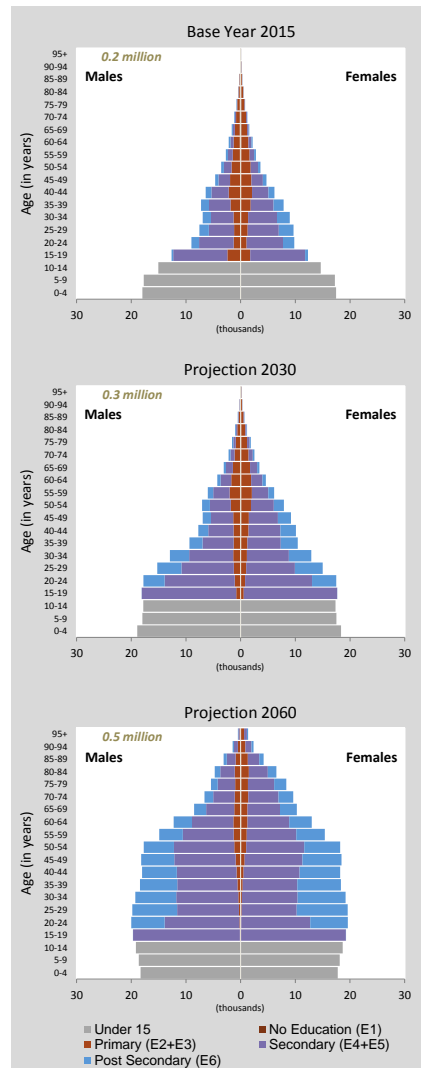 Base Year 2015
0.2 million
Males
Females
Age (in years)
95+
90-94
85-89
80-84
75-79
70-74
65-69
60-64
55-59
50-54
45-49
40-44
35-39
30-34
25-29
20-24
15-19
10-14
5-9
0-4
30 20 10 0 10 20 30
(thousands)
Projection 2030
0.3 million
Males
Females
Age (in years)
95+
90-94
85-89
80-84
75-79
70-74
65-69
60-64
55-59
50-54
45-49
40-44
35-39
30-34
25-29
20-24
15-19
10-14
5-9
0-4
30 20 10 0 10 20 30
(thousands)
Projection 2060
0.5 million
Males
Females
Age (in years)
95+
90-94
85-89
80-84
75-79
70-74
65-69
60-64
55-59
50-54
45-49
40-44
35-39
30-34
25-29
20-24
15-19
10-14
5-9
0-4
30 20 10 0 10 20 30
(thousands)
Under 15 No Education (E1)
Primary (E2+E3) Secondary (E4+E5)
Post Secondary (E6)